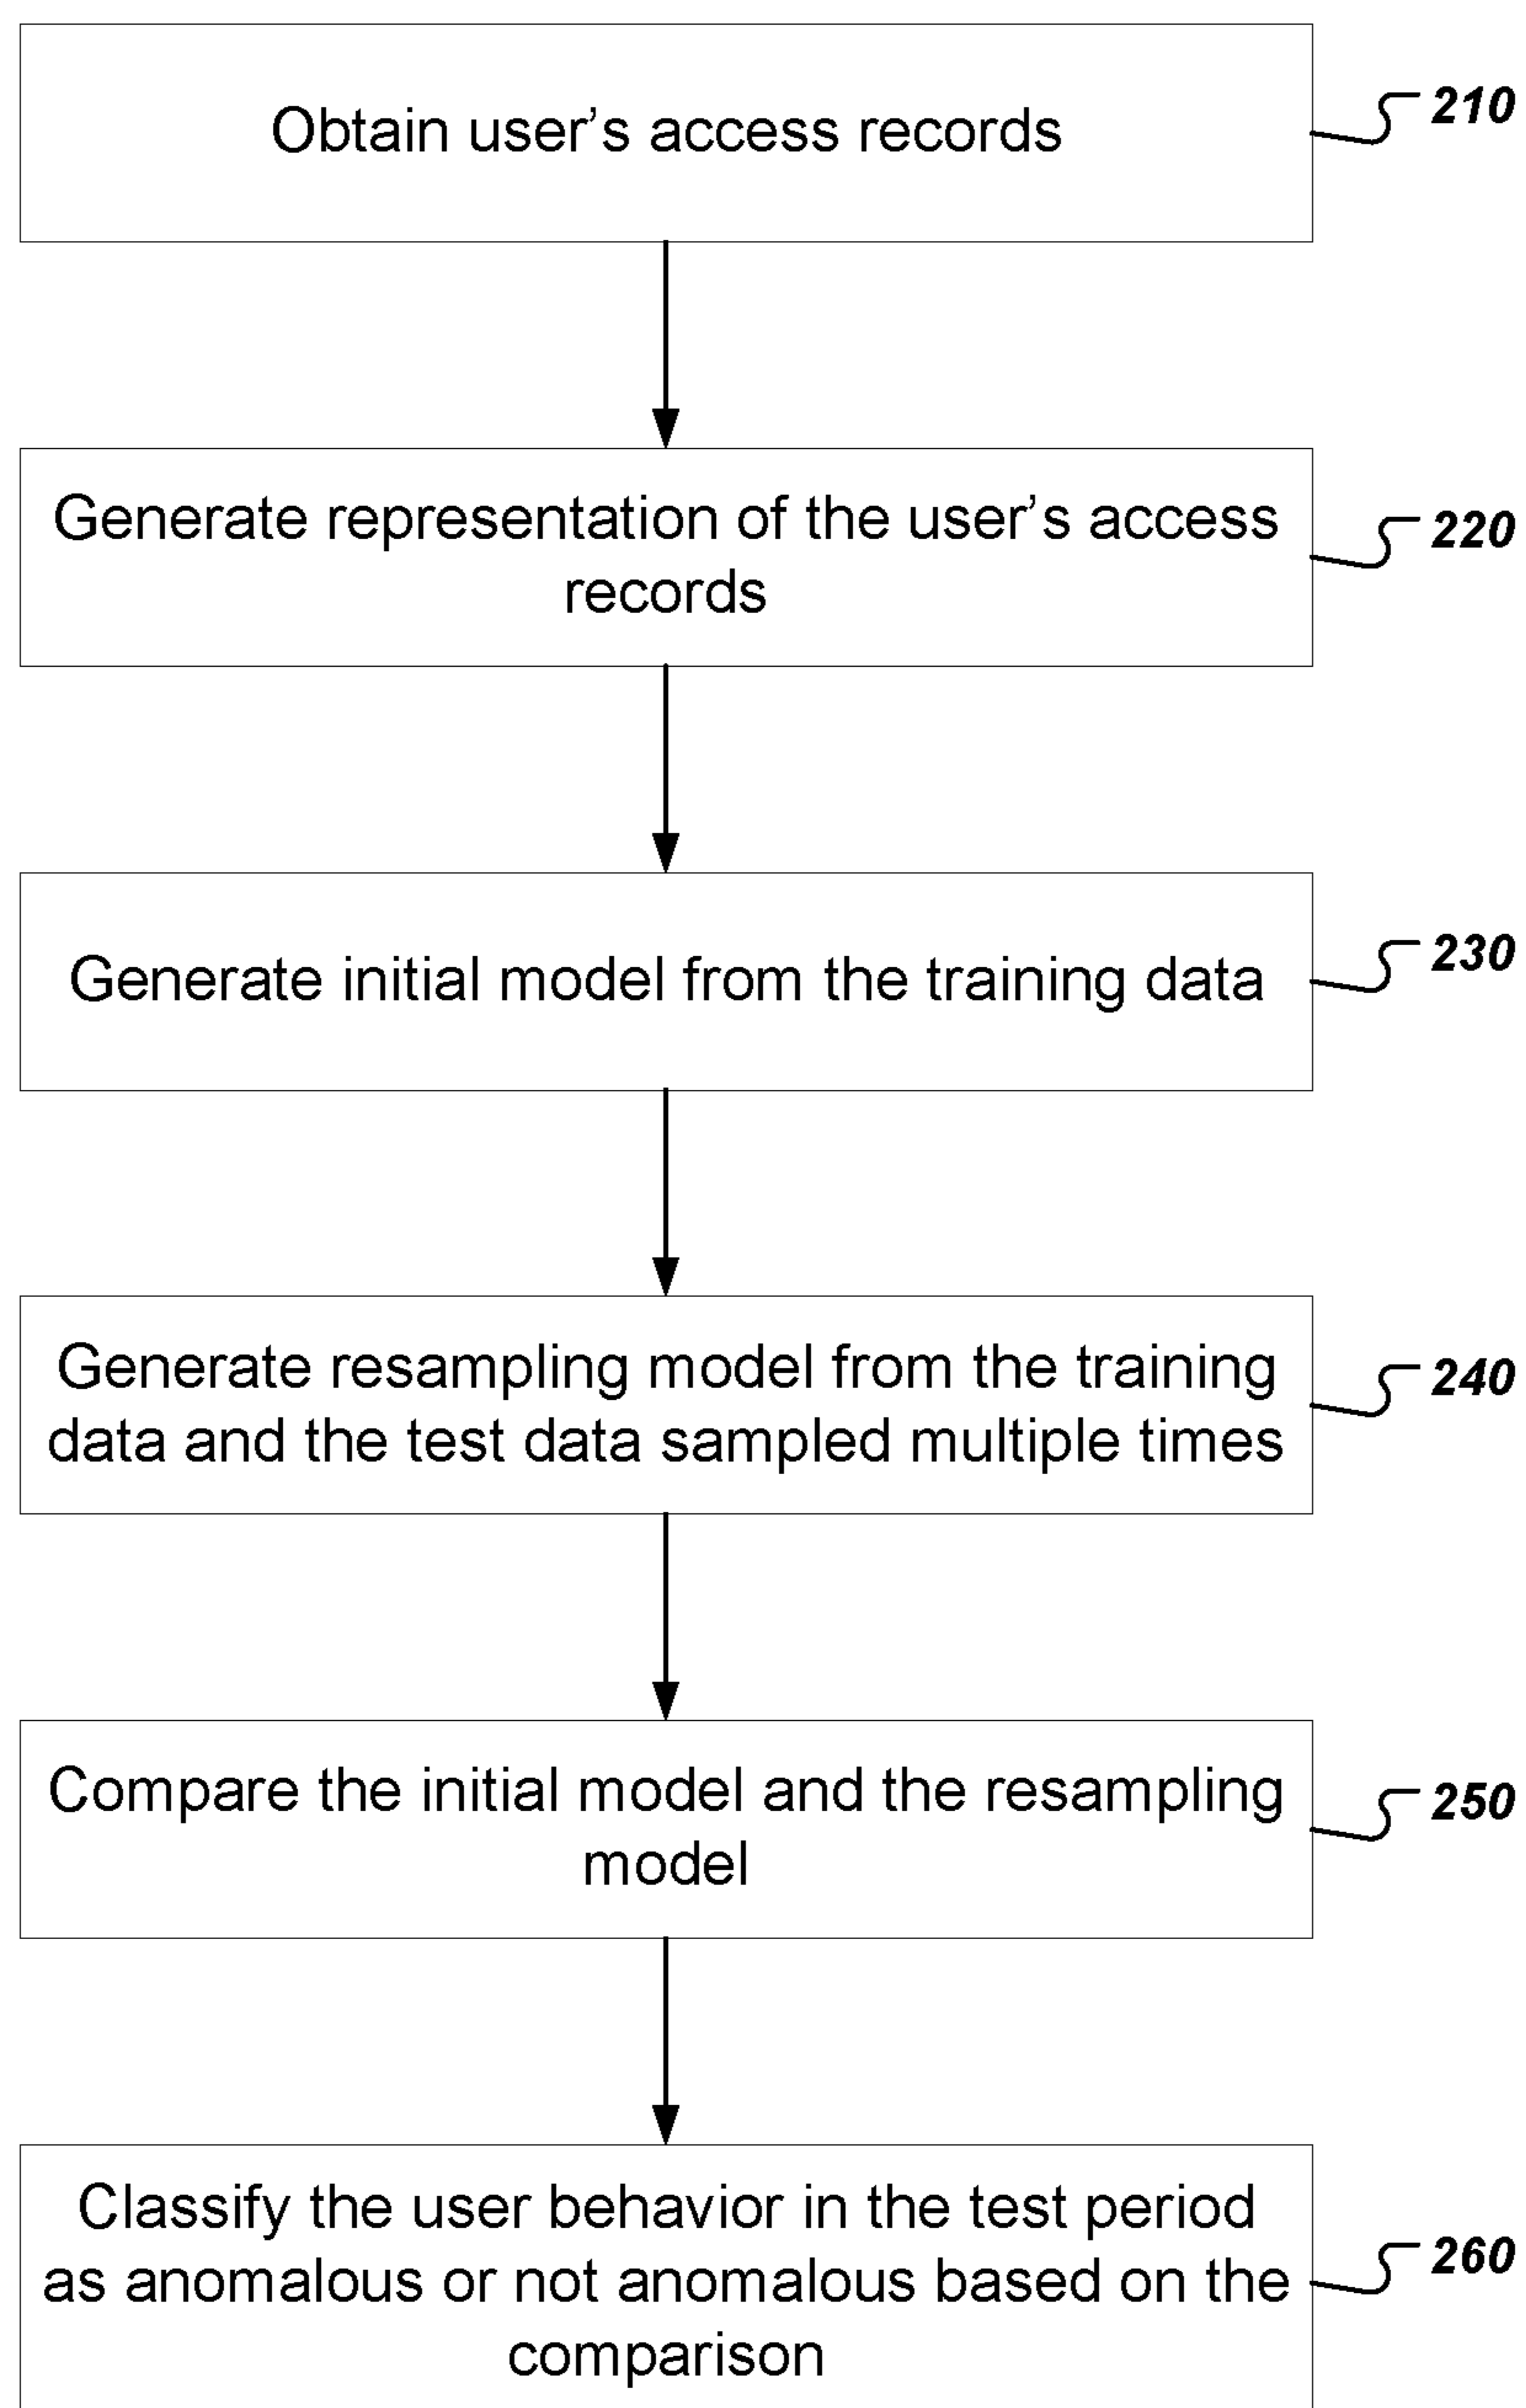 Obtain user's access records
210
Generate representation of the user's access
records
220
Generate initial model from the training data
230
Generate resampling model from the training
data and the test data sampled multiple times
240
Compare the initial model and the resampling
model
250
Classify the user behavior in the test period
as anomalous or not anomalous based on the
comparison
260